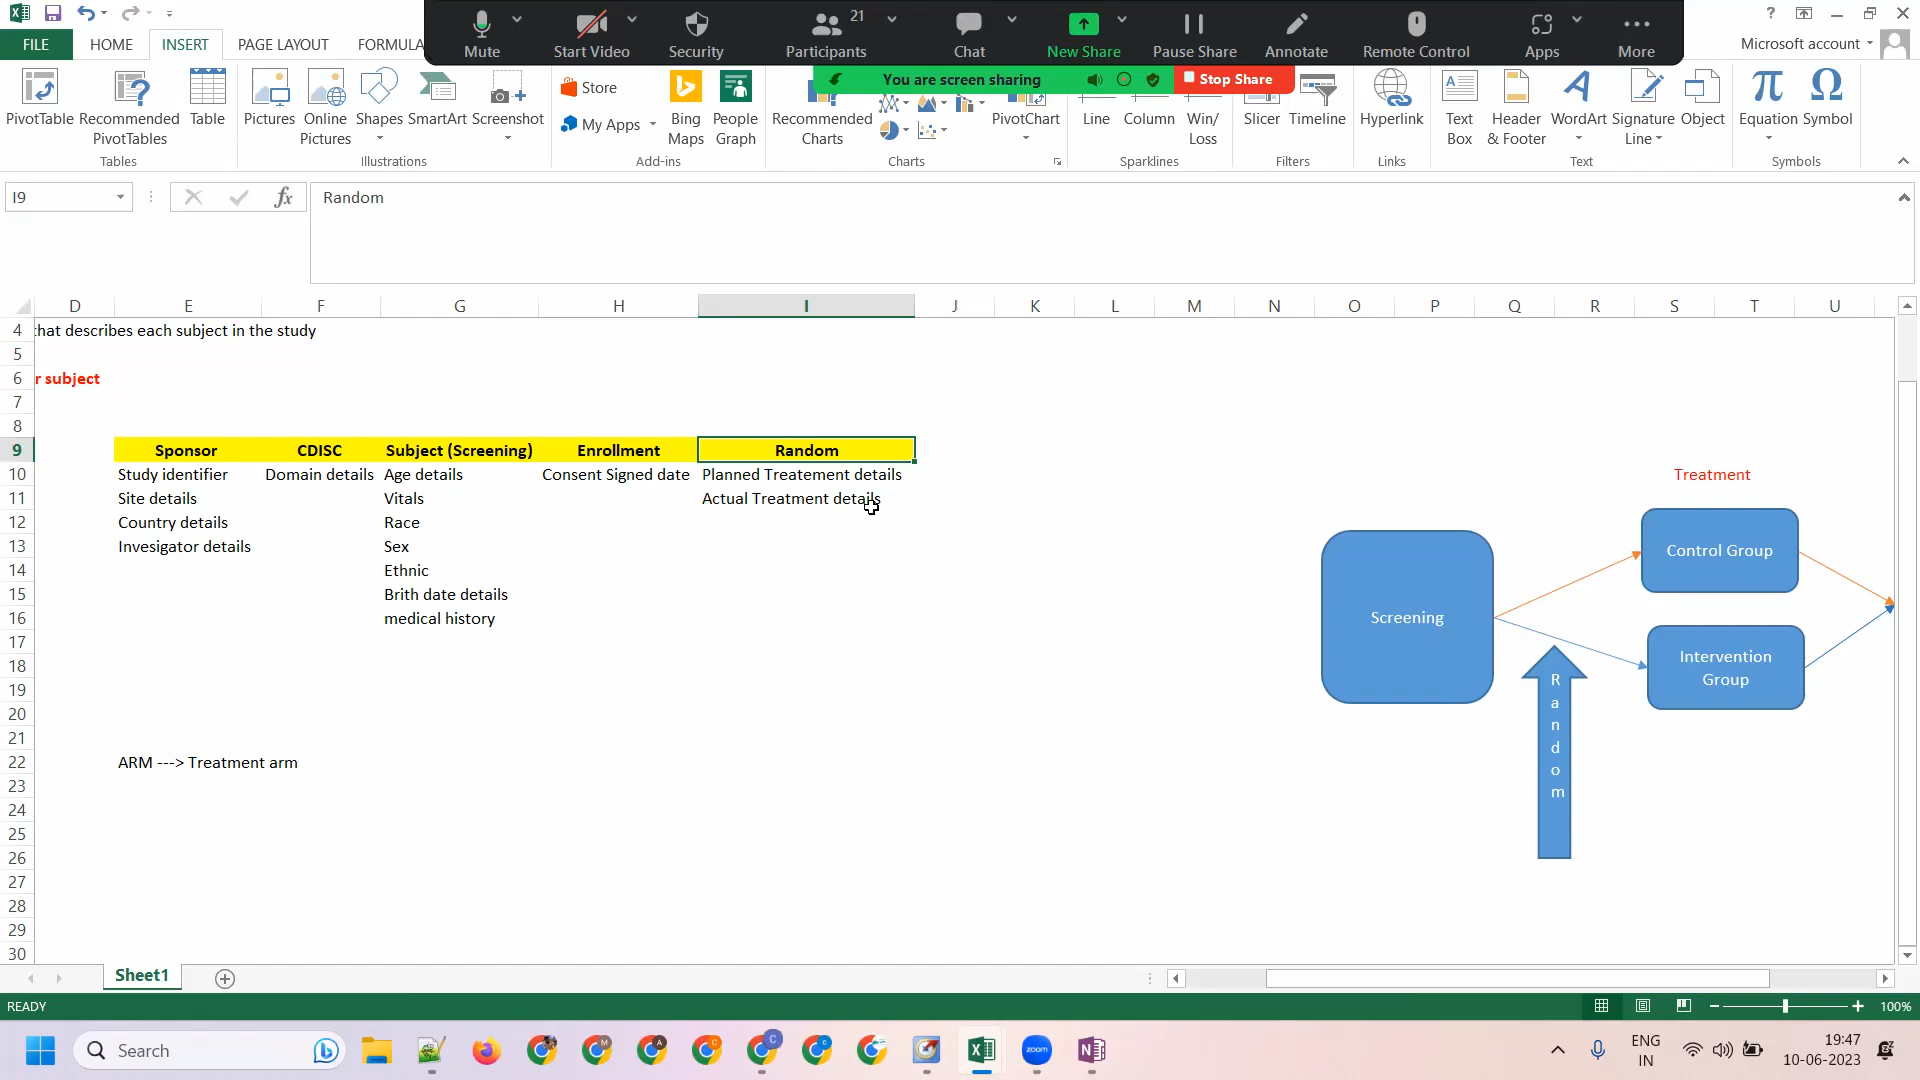 Mute
Start Video
Security
Participants
21
Chat
New Share
Pause Share
Annotate
Remote Control
Apps
More
You are screen sharing
Stop Share
FILE
HOME
INSERT
PAGE LAYOUT
FORMULA
Microsoft account
PivotTable
Recommended PivotTables
Table
Tables
Pictures
Online Pictures
Shapes
SmartArt
Screenshot
Illustrations
Store
My Apps
Bing Maps
People Graph
Add-ins
Recommended Charts
PivotChart
Charts
Line
Column
Win/ Loss
Sparklines
Slicer
Timeline
Filters
Hyperlink
Links
Text Box
Header & Footer
WordArt
Signature Line
Object
Text
Equation
Symbol
Symbols
I9
fx
Random
D E F G H I J K L M N O P Q R S T U
4 that describes each subject in the study
5
6 r subject
7
8
9 Sponsor CDISC Subject (Screening) Enrollment Random
10 Study identifier Domain details Age details Consent Signed date Planned Treatement details
11 Site details Vitals Actual Treatment details
12 Country details Race
13 Invesigator details Sex
14 Ethnic
15 Brith date details
16 medical history
17
18
19
20
21
22 ARM ---> Treatment arm
23
24
25
26
27
28
29
30
Treatment
Screening
Control Group
Intervention Group
R
a
n
d
o
m
Sheet1
READY
100%
Search
zoom
ENG
IN
19:47
10-06-2023